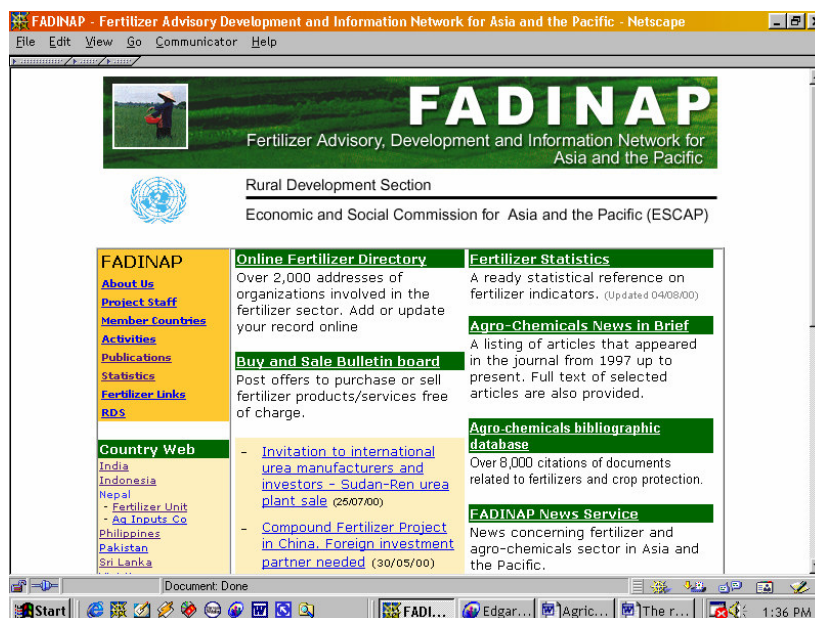 FADINAP - Fertilizer Advisory Development and Information Network for Asia and the Pacific - Netscape
File Edit View Go Communicator Help
FADINAP
Fertilizer Advisory, Development and Information Network for
Asia and the Pacific
Rural Development Section
Economic and Social Commission for Asia and the Pacific (ESCAP)
FADINAP
About Us
Project Staff
Member Countries
Activities
Publications
Statistics
Fertilizer Links
RDS
Country Web
India
Indonesia
Nepal
- Fertilizer Unit
- Ag Inputs Co
Philippines
Pakistan
Sri Lanka
Online Fertilizer Directory
Over 2,000 addresses of
organizations involved in the
fertilizer sector. Add or update
your record online
Buy and Sale Bulletin board
Post offers to purchase or sell
fertilizer products/services free
of charge.
- Invitation to international
urea manufacturers and
investors - Sudan-Ren urea
plant sale (25/07/00)
- Compound Fertilizer Project
in China. Foreign investment
partner needed (30/05/00)
Fertilizer Statistics
A ready statistical reference on
fertilizer indicators. (Updated 04/08/00)
Agro-Chemicals News in Brief
A listing of articles that appeared
in the journal from 1997 up to
present. Full text of selected
articles are also provided.
Agro-chemicals bibliographic
database
Over 8,000 citations of documents
related to fertilizers and crop protection.
FADINAP News Service
News concerning fertilizer and
agro-chemicals sector in Asia and
the Pacific.
Document: Done
Start FADI... Edgar... Agric... The r... 1:36 PM